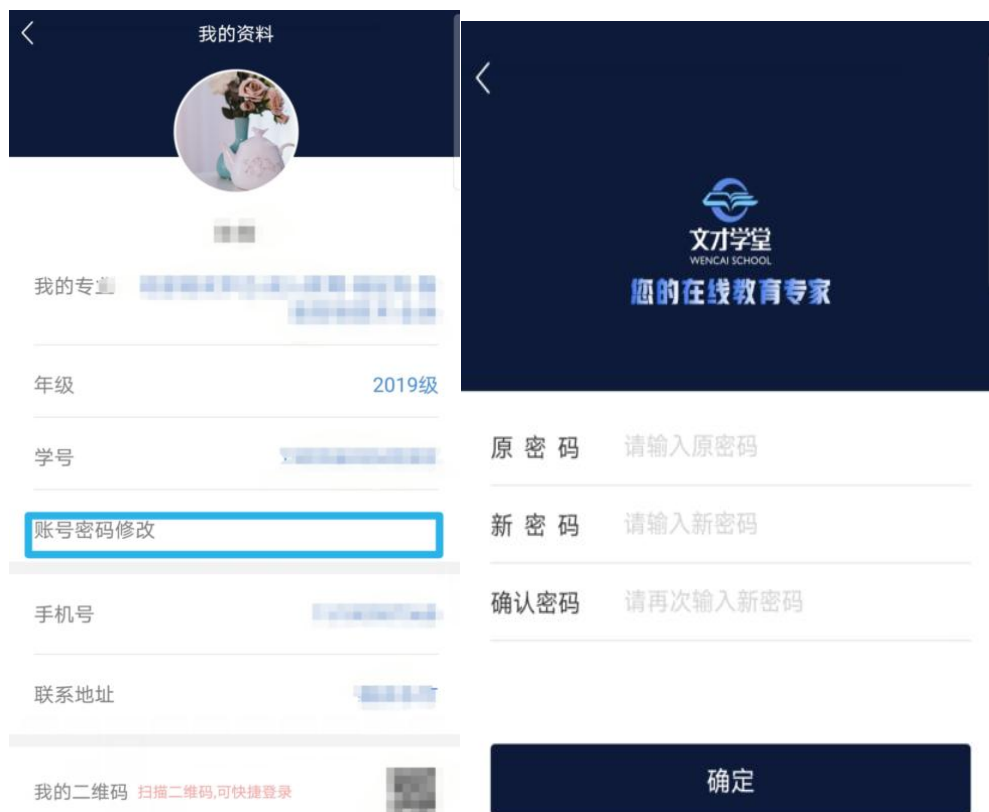 我的资料
我的专业
年级 2019级
学号
账号密码修改
手机号
联系地址
我的二维码 扫描二维码,可快捷登录
文才学堂
WENCAI SCHOOL
您的在线教育专家
原密码 请输入原密码
新密码 请输入新密码
确认密码 请再次输入新密码
确定